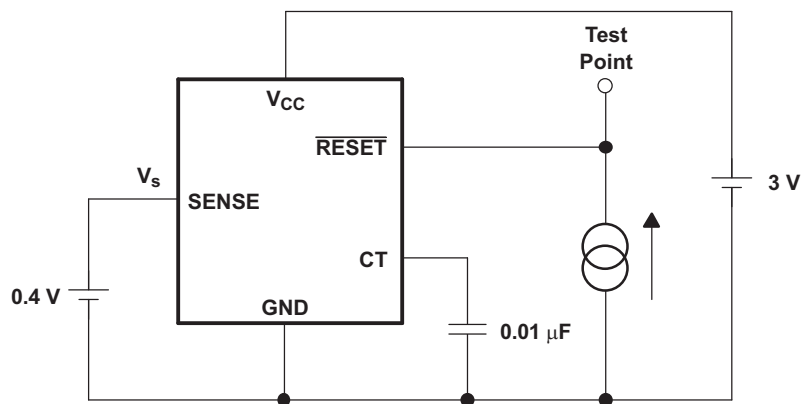 Test
Point
V_CC
RESET
V_s
SENSE
3 V
CT
0.4 V
GND
0.01 μF